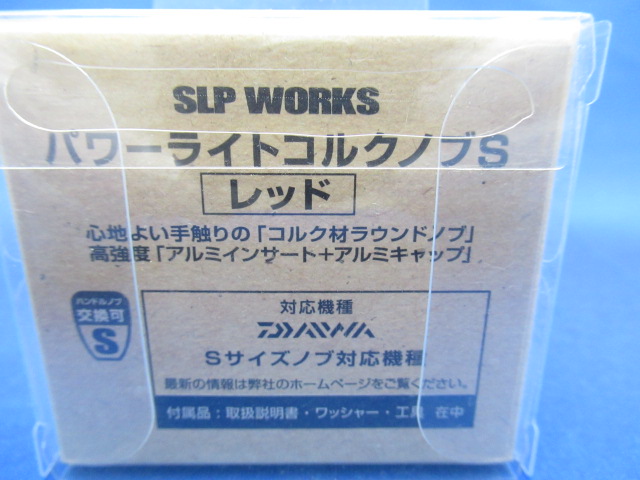 SLP WORKS
パワーライトコルクノブS
レッド
心地よい手触りの「コルク材ラウンドノブ」
高強度「アルミインサート+アルミキャップ」
ハンドルノブ
交換可
S
対応機種
DAIWA
Sサイズノブ対応機種
最新の情報は弊社のホームページをご覧ください。
付属品:取扱説明書・ワッシャー・工具 在中